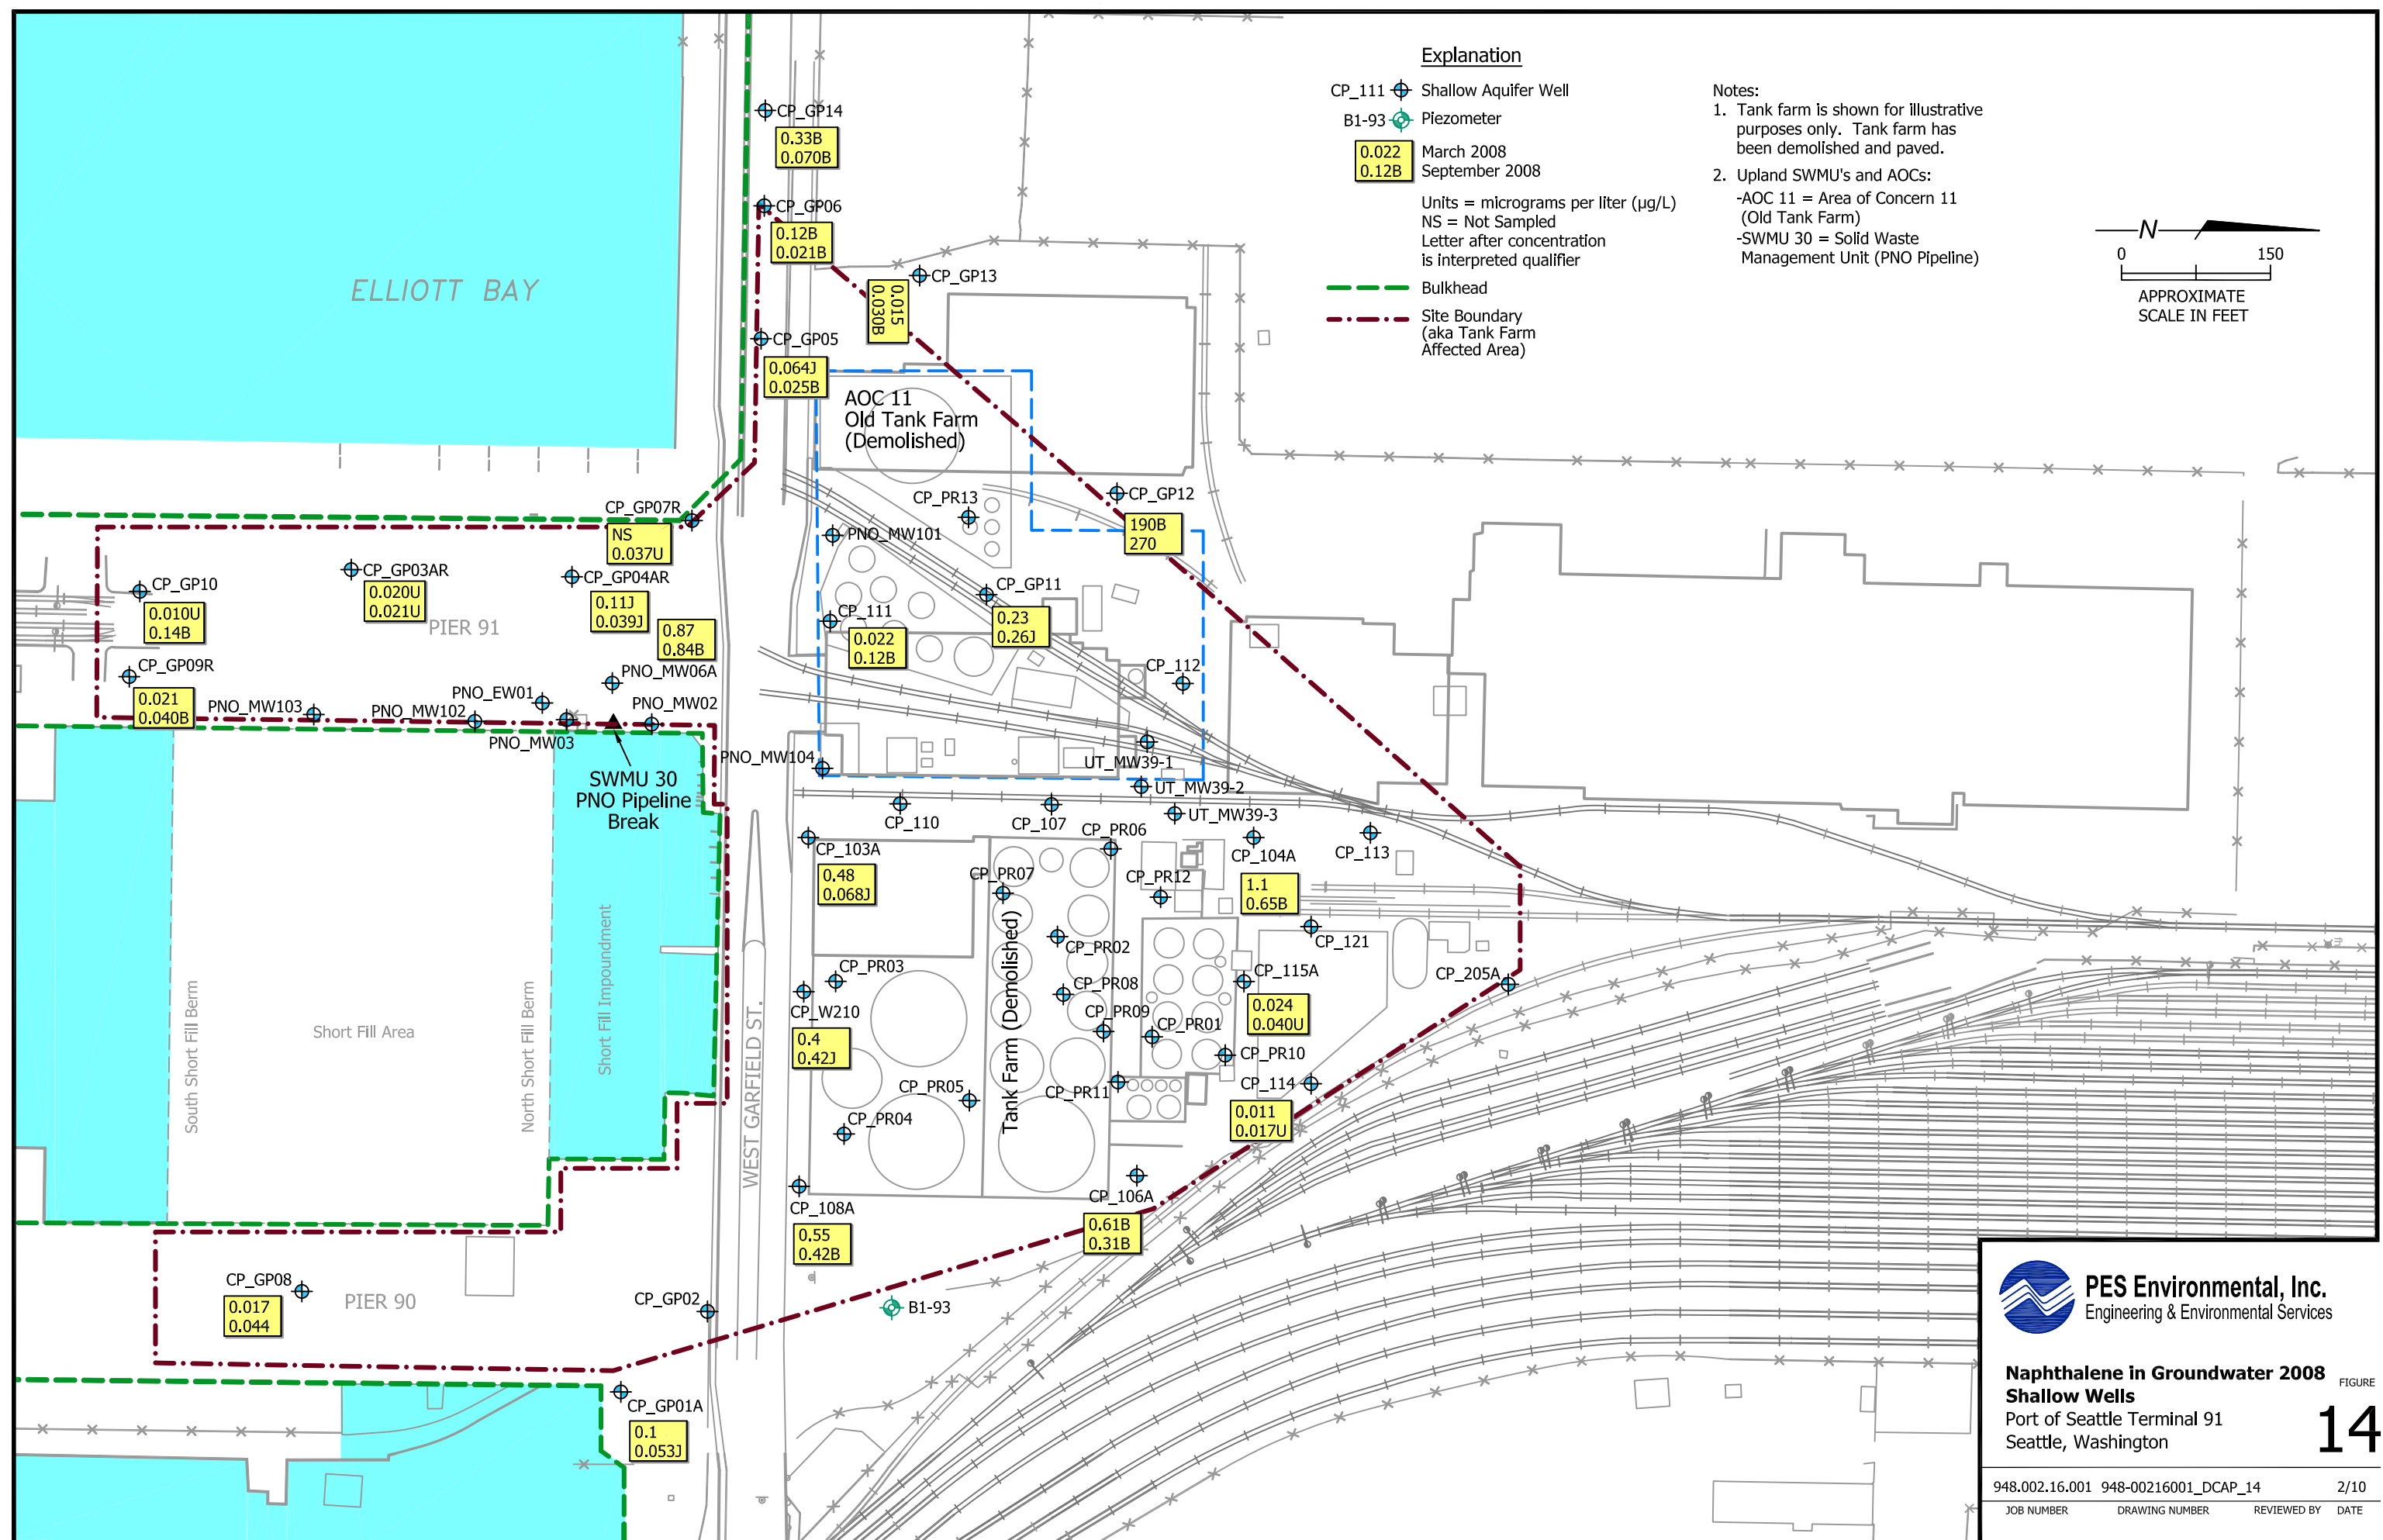 Explanation
CP_111 Shallow Aquifer Well
B1-93 Piezometer
0.022 March 2008
0.12B September 2008
Units = micrograms per liter (µg/L)
NS = Not Sampled
Letter after concentration
is interpreted qualifier
Bulkhead
Site Boundary
(aka Tank Farm
Affected Area)
Notes:
1. Tank farm is shown for illustrative
purposes only. Tank farm has
been demolished and paved.
2. Upland SWMU's and AOCs:
-AOC 11 = Area of Concern 11
(Old Tank Farm)
-SWMU 30 = Solid Waste
Management Unit (PNO Pipeline)
N
0 150
APPROXIMATE
SCALE IN FEET
ELLIOTT BAY
CP_GP14
0.33B
0.070B
CP_GP06
0.12B
0.021B
CP_GP13
0.015
0.030B
CP_GP05
0.064J
0.025B
AOC 11
Old Tank Farm
(Demolished)
CP_GP07R
NS
0.037U
CP_PR13
PNO_MW101
CP_GP12
190B
270
CP_GP10
0.010U
0.14B
CP_GP03AR
0.020U
0.021U
CP_GP04AR
0.11J
0.039J
PIER 91
0.87
0.84B
PNO_MW06A
CP_111
0.022
0.12B
CP_GP11
0.23
0.26J
CP_112
CP_GP09R
0.021
0.040B
PNO_MW103
PNO_MW102
PNO_EW01
PNO_MW03
PNO_MW02
PNO_MW104
SWMU 30
PNO Pipeline
Break
UT_MW39-1
UT_MW39-2
UT_MW39-3
CP_110
CP_107
CP_PR06
CP_104A
1.1
0.65B
CP_113
CP_103A
0.48
0.068J
CP_PR07
CP_PR12
CP_121
CP_PR02
CP_PR03
CP_PR08
CP_115A
0.024
0.040U
CP_205A
CP_W210
0.4
0.42J
CP_PR09
CP_PR01
CP_PR10
CP_PR05
CP_PR11
CP_114
0.011
0.017U
CP_PR04
Tank Farm (Demolished)
WEST GARFIELD ST.
South Short Fill Berm
Short Fill Area
North Short Fill Berm
Short Fill Impoundment
CP_108A
0.55
0.42B
CP_106A
0.61B
0.31B
CP_GP08
0.017
0.044
PIER 90
CP_GP02
B1-93
CP_GP01A
0.1
0.053J
PES Environmental, Inc.
Engineering & Environmental Services
Naphthalene in Groundwater 2008
Shallow Wells
Port of Seattle Terminal 91
Seattle, Washington
FIGURE
14
948.002.16.001 948-00216001_DCAP_14 2/10
JOB NUMBER DRAWING NUMBER REVIEWED BY DATE